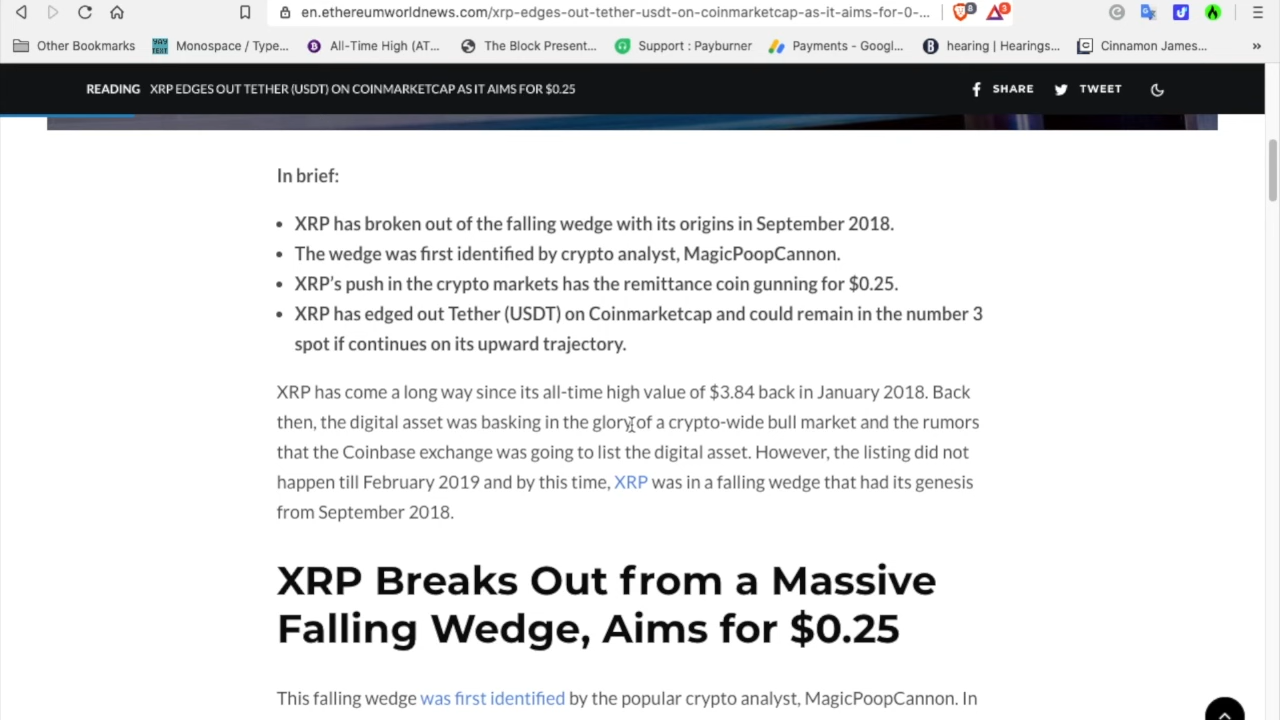 en.ethereumworldnews.com/xrp-edges-out-tether-usdt-on-coinmarketcap-as-it-aims-for-0-...
8
3
Other Bookmarks
Monospace / Type...
All-Time High (AT...
The Block Present...
Support : Payburner
Payments - Googl...
hearing | Hearings...
Cinnamon James...
»
READING XRP EDGES OUT TETHER (USDT) ON COINMARKETCAP AS IT AIMS FOR $0.25
SHARE
TWEET
In brief:
• XRP has broken out of the falling wedge with its origins in September 2018.
• The wedge was first identified by crypto analyst, MagicPoopCannon.
• XRP’s push in the crypto markets has the remittance coin gunning for $0.25.
• XRP has edged out Tether (USDT) on Coinmarketcap and could remain in the number 3
spot if continues on its upward trajectory.
XRP has come a long way since its all-time high value of $3.84 back in January 2018. Back
then, the digital asset was basking in the glory of a crypto-wide bull market and the rumors
that the Coinbase exchange was going to list the digital asset. However, the listing did not
happen till February 2019 and by this time, XRP was in a falling wedge that had its genesis
from September 2018.
XRP Breaks Out from a Massive
Falling Wedge, Aims for $0.25
This falling wedge was first identified by the popular crypto analyst, MagicPoopCannon. In